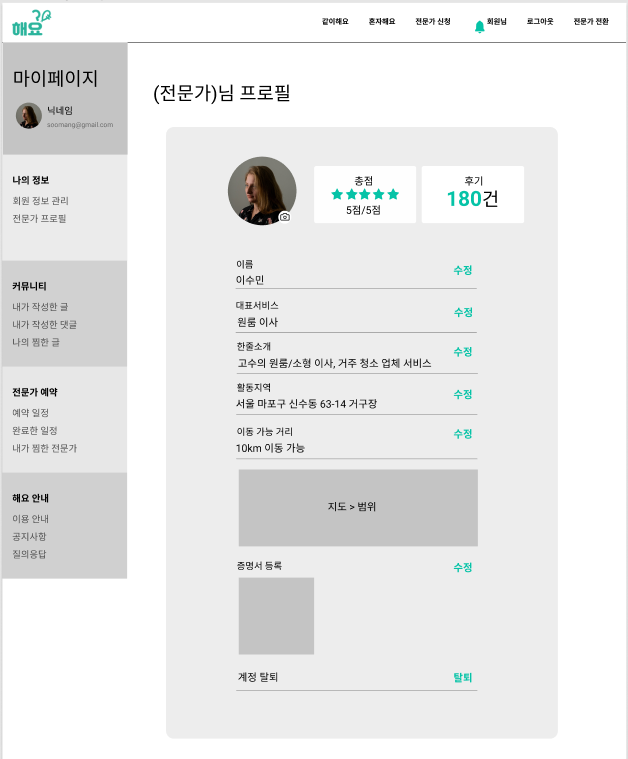 해요
같이해요 혼자해요 전문가 신청 회원님 로그아웃 전문가 전환
마이페이지
닉네임
soomang@gmail.com
나의 정보
회원 정보 관리
전문가 프로필
커뮤니티
내가 작성한 글
내가 작성한 댓글
나의 찜한 글
전문가 예약
예약 일정
완료한 일정
내가 찜한 전문가
해요 안내
이용 안내
공지사항
질의응답
(전문가)님 프로필
총점
5점/5점
후기
180건
이름
이수민
수정
대표서비스
원룸 이사
수정
한줄소개
고수의 원룸/소형 이사, 거주 청소 업체 서비스
수정
활동지역
서울 마포구 신수동 63-14 거구장
수정
이동 가능 거리
10km 이동 가능
수정
지도 > 범위
증명서 등록
수정
계정 탈퇴
탈퇴